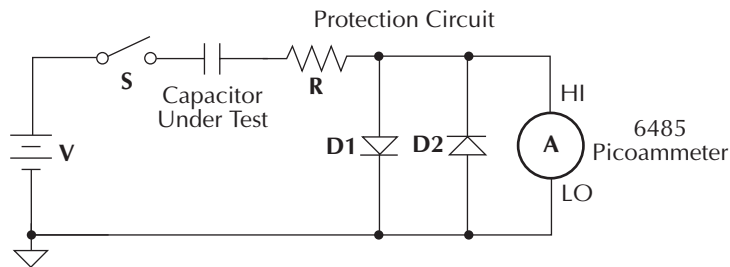 Protection Circuit
S
Capacitor
Under Test
R
HI
V
D1
D2
A
6485
Picoammeter
LO